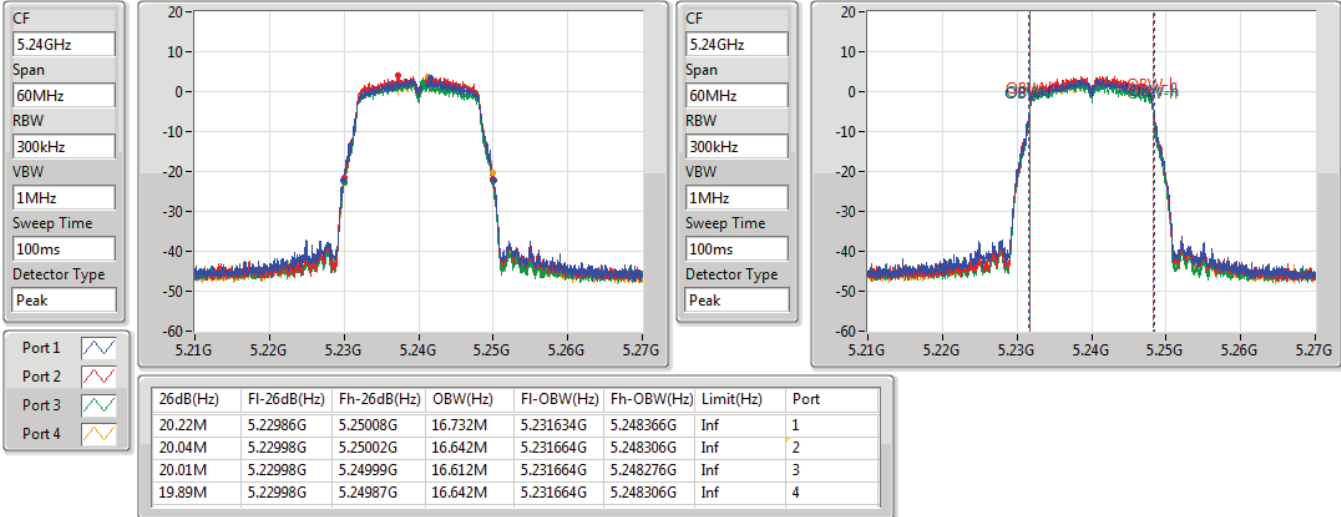 CF
5.24GHz
Span
60MHz
RBW
300kHz
VBW
1MHz
Sweep Time
100ms
Detector Type
Peak
20
10
0
-10
-20
-30
-40
-50
-60
5.21G 5.22G 5.23G 5.24G 5.25G 5.26G 5.27G
CF
5.24GHz
Span
60MHz
RBW
300kHz
VBW
1MHz
Sweep Time
100ms
Detector Type
Peak
20
10
0
-10
-20
-30
-40
-50
-60
OBW-h
5.21G 5.22G 5.23G 5.24G 5.25G 5.26G 5.27G
Port 1
Port 2
Port 3
Port 4
26dB(Hz) Fl-26dB(Hz) Fh-26dB(Hz) OBW(Hz) Fl-OBW(Hz) Fh-OBW(Hz) Limit(Hz) Port
20.22M 5.22986G 5.25008G 16.732M 5.231634G 5.248366G Inf 1
20.04M 5.22998G 5.25002G 16.642M 5.231664G 5.248306G Inf 2
20.01M 5.22998G 5.24999G 16.612M 5.231664G 5.248276G Inf 3
19.89M 5.22998G 5.24987G 16.642M 5.231664G 5.248306G Inf 4